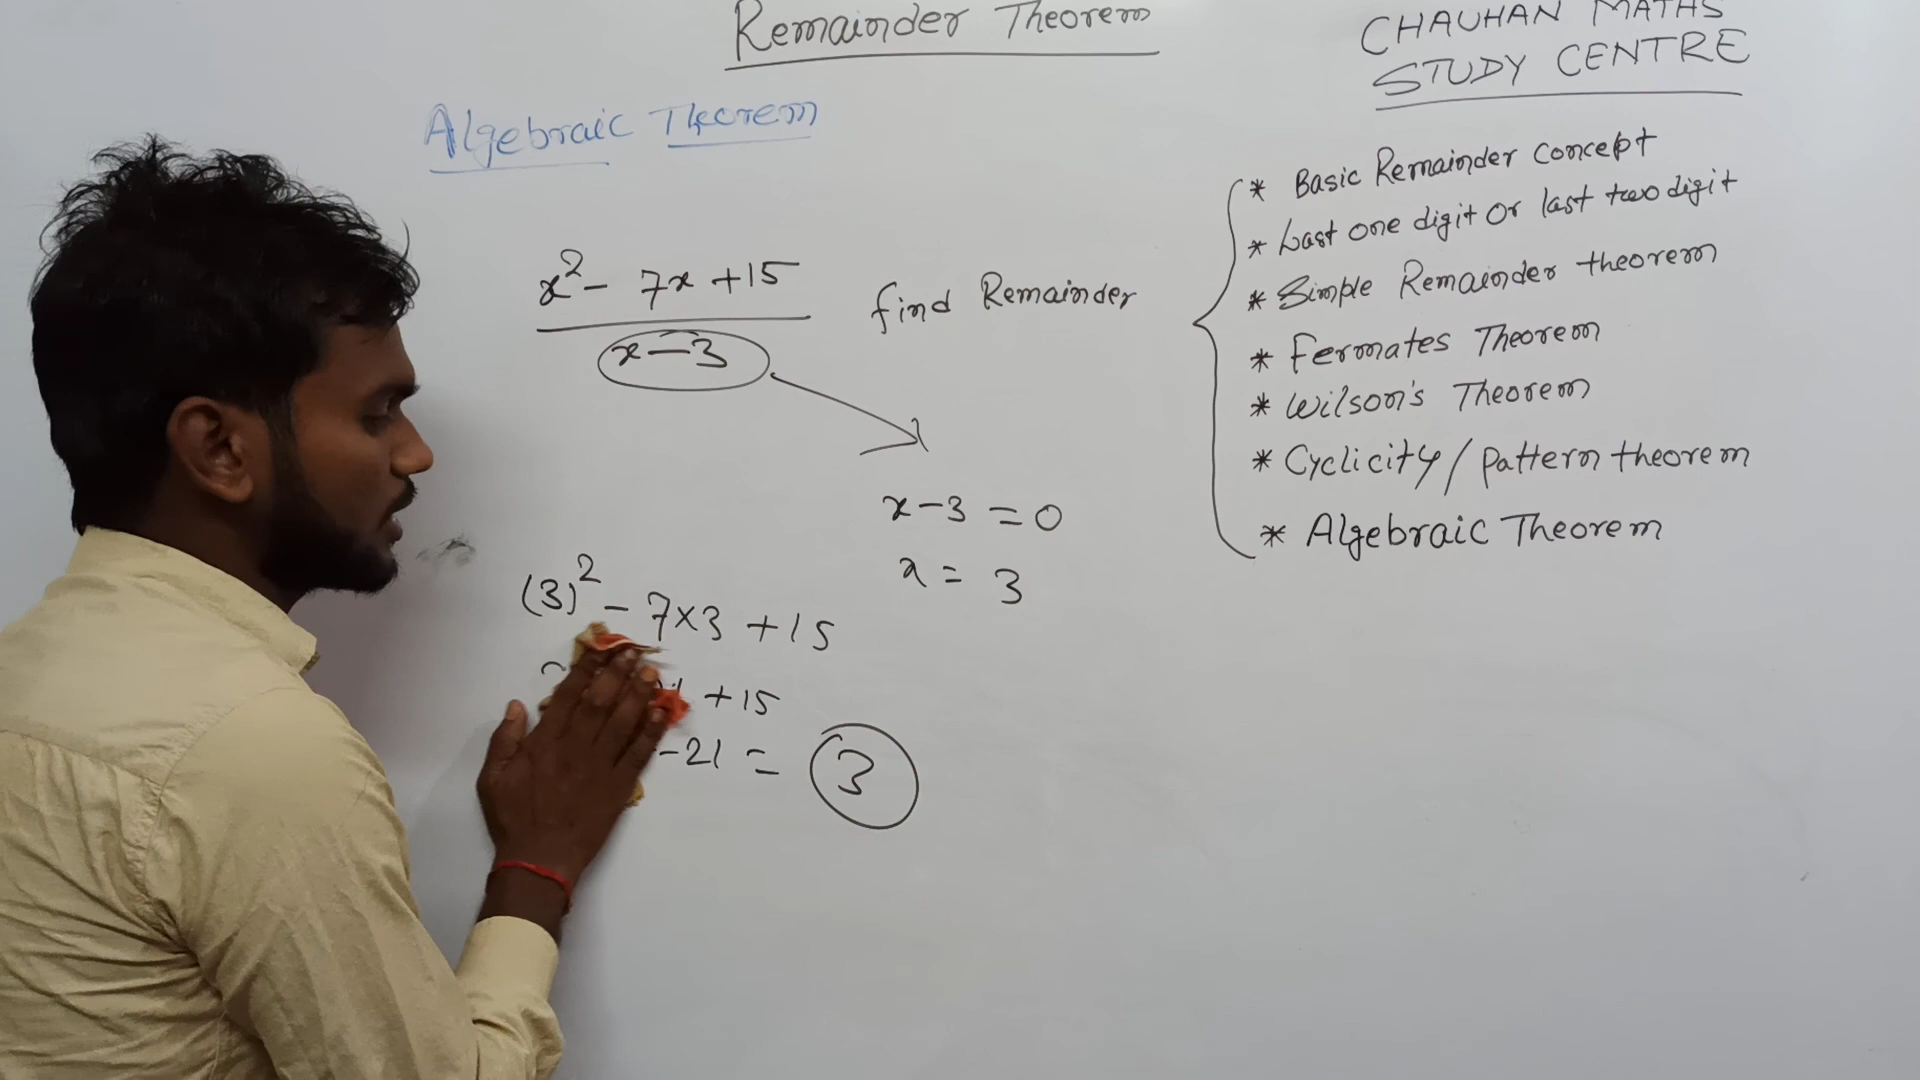 Remainder Theorem
CHAUHAN MATHS
STUDY CENTRE
Algebraic Theorem
x² - 7x + 15
x - 3
find Remainder
x - 3 = 0
x = 3
(3)² - 7×3 + 15
+ 15
-21 = 3
* Basic Remainder concept
* Last one digit or last two digit
* Simple Remainder theorem
* Fermates Theorem
* Wilson's Theorem
* Cyclicity / pattern theorem
* Algebraic Theorem